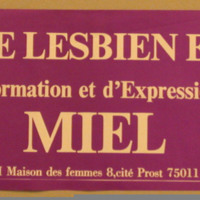 E LESBIEN E
ormation et d'Expressi
MIEL
Maison des femmes 8,cité Prost 75011